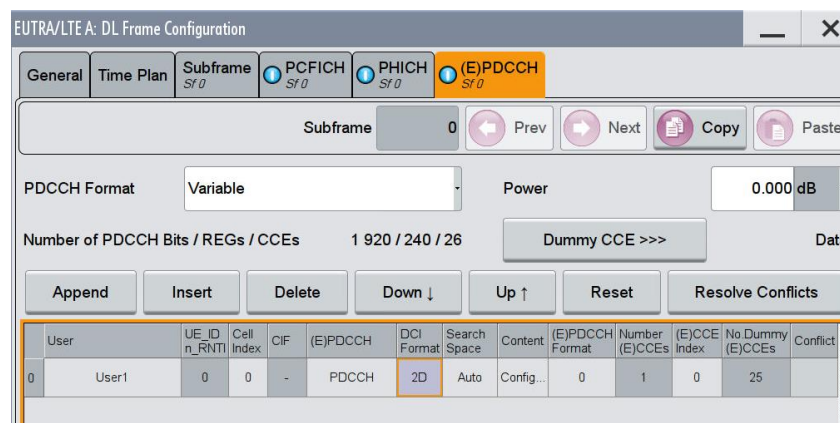 EUTRA/LTE A: DL Frame Configuration
General Time Plan Subframe Sf 0 PCFICH Sf 0 PHICH Sf 0 (E)PDCCH Sf 0
Subframe 0 Prev Next Copy Paste
PDCCH Format Variable Power 0.000 dB
Number of PDCCH Bits / REGs / CCEs 1 920 / 240 / 26 Dummy CCE >>> Dat
Append Insert Delete Down ↓ Up ↑ Reset Resolve Conflicts
User UE_ID n_RNTI Cell Index CIF (E)PDCCH DCI Format Search Space Content (E)PDCCH Format Number (E)CCEs (E)CCE Index No.Dummy (E)CCEs Conflict
0 User1 0 0 - PDCCH 2D Auto Config... 0 1 0 25